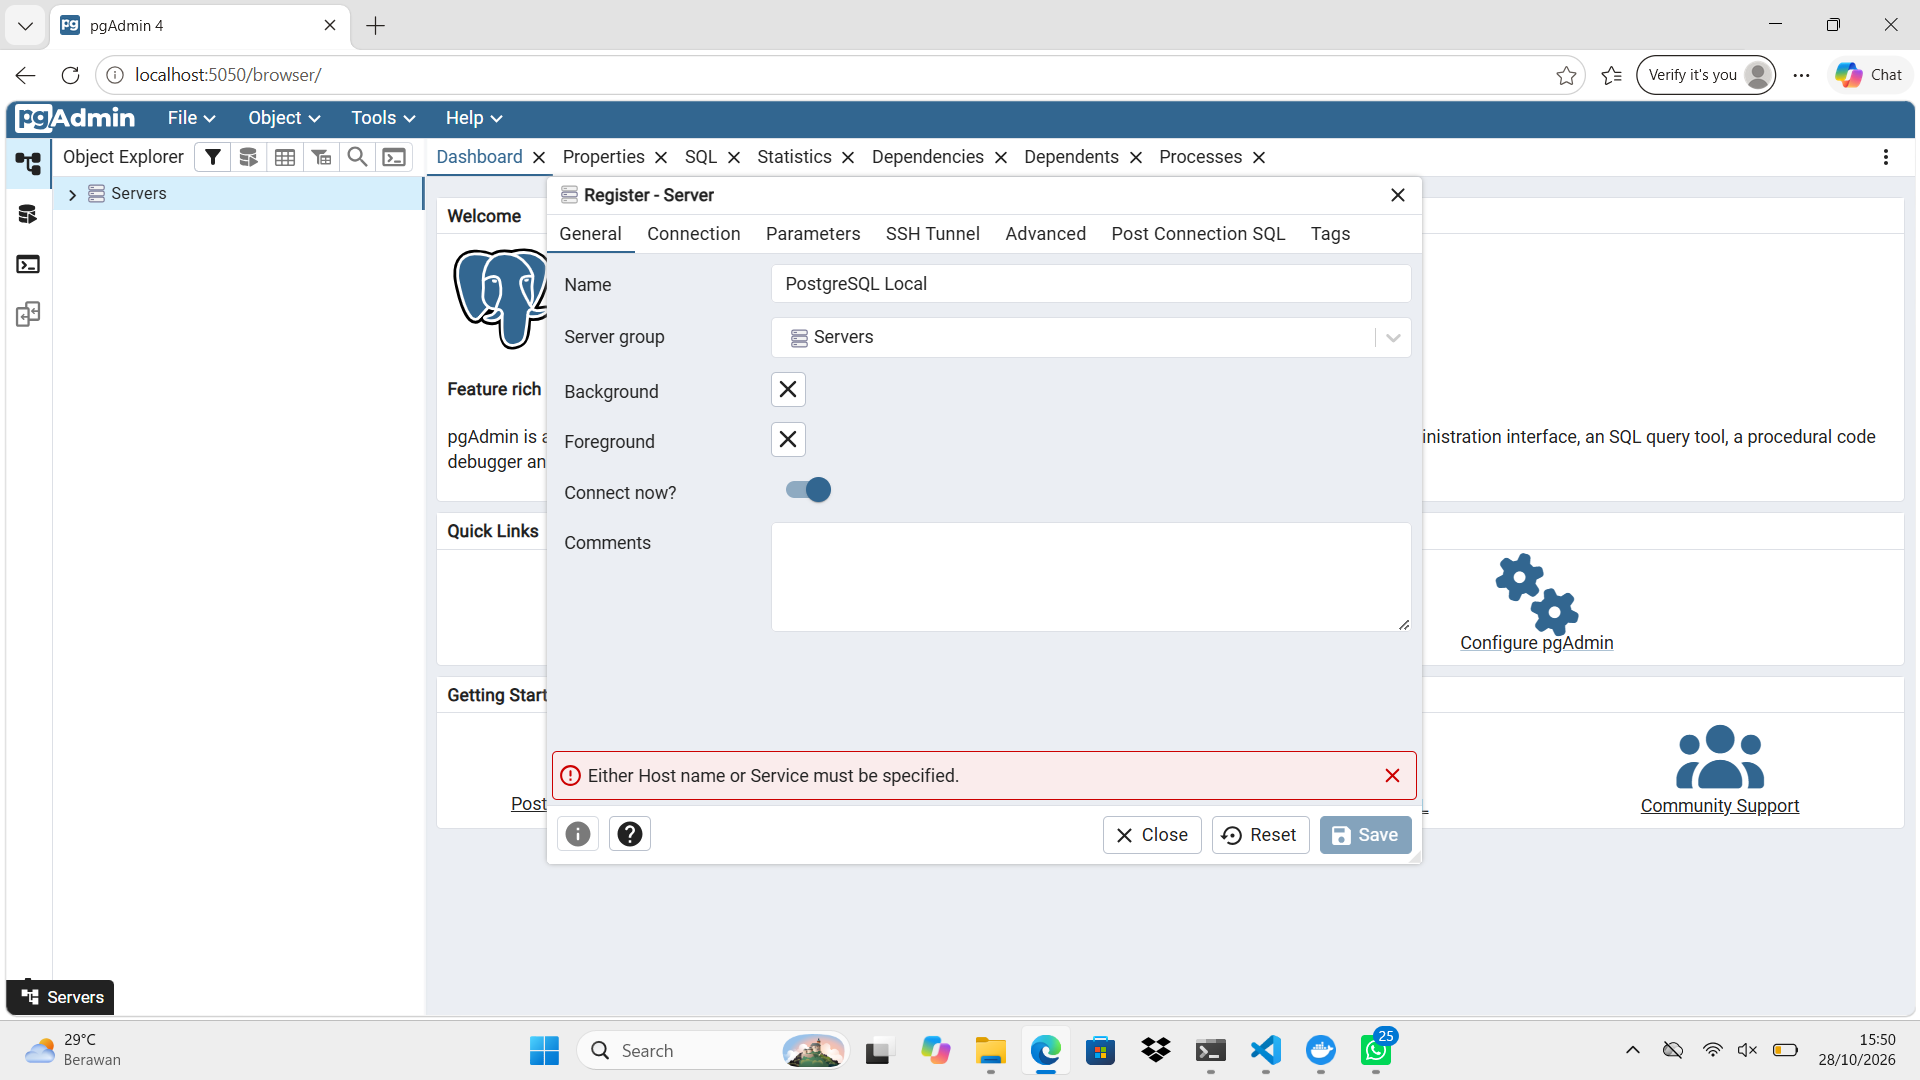 pgAdmin 4
localhost:5050/browser/
Verify it's you
Chat
pgAdmin File Object Tools Help
Object Explorer
Dashboard Properties SQL Statistics Dependencies Dependents Processes
Servers
Register - Server
Welcome
General Connection Parameters SSH Tunnel Advanced Post Connection SQL Tags
Name PostgreSQL Local
Server group Servers
Feature rich
Background
pgAdmin is
inistration interface, an SQL query tool, a procedural code
Foreground
debugger an
Connect now?
Quick Links
Comments
Configure pgAdmin
Getting Start
Either Host name or Service must be specified.
Post
Community Support
Close Reset Save
Servers
29°C
Berawan
Search
25
15:50
28/10/2026